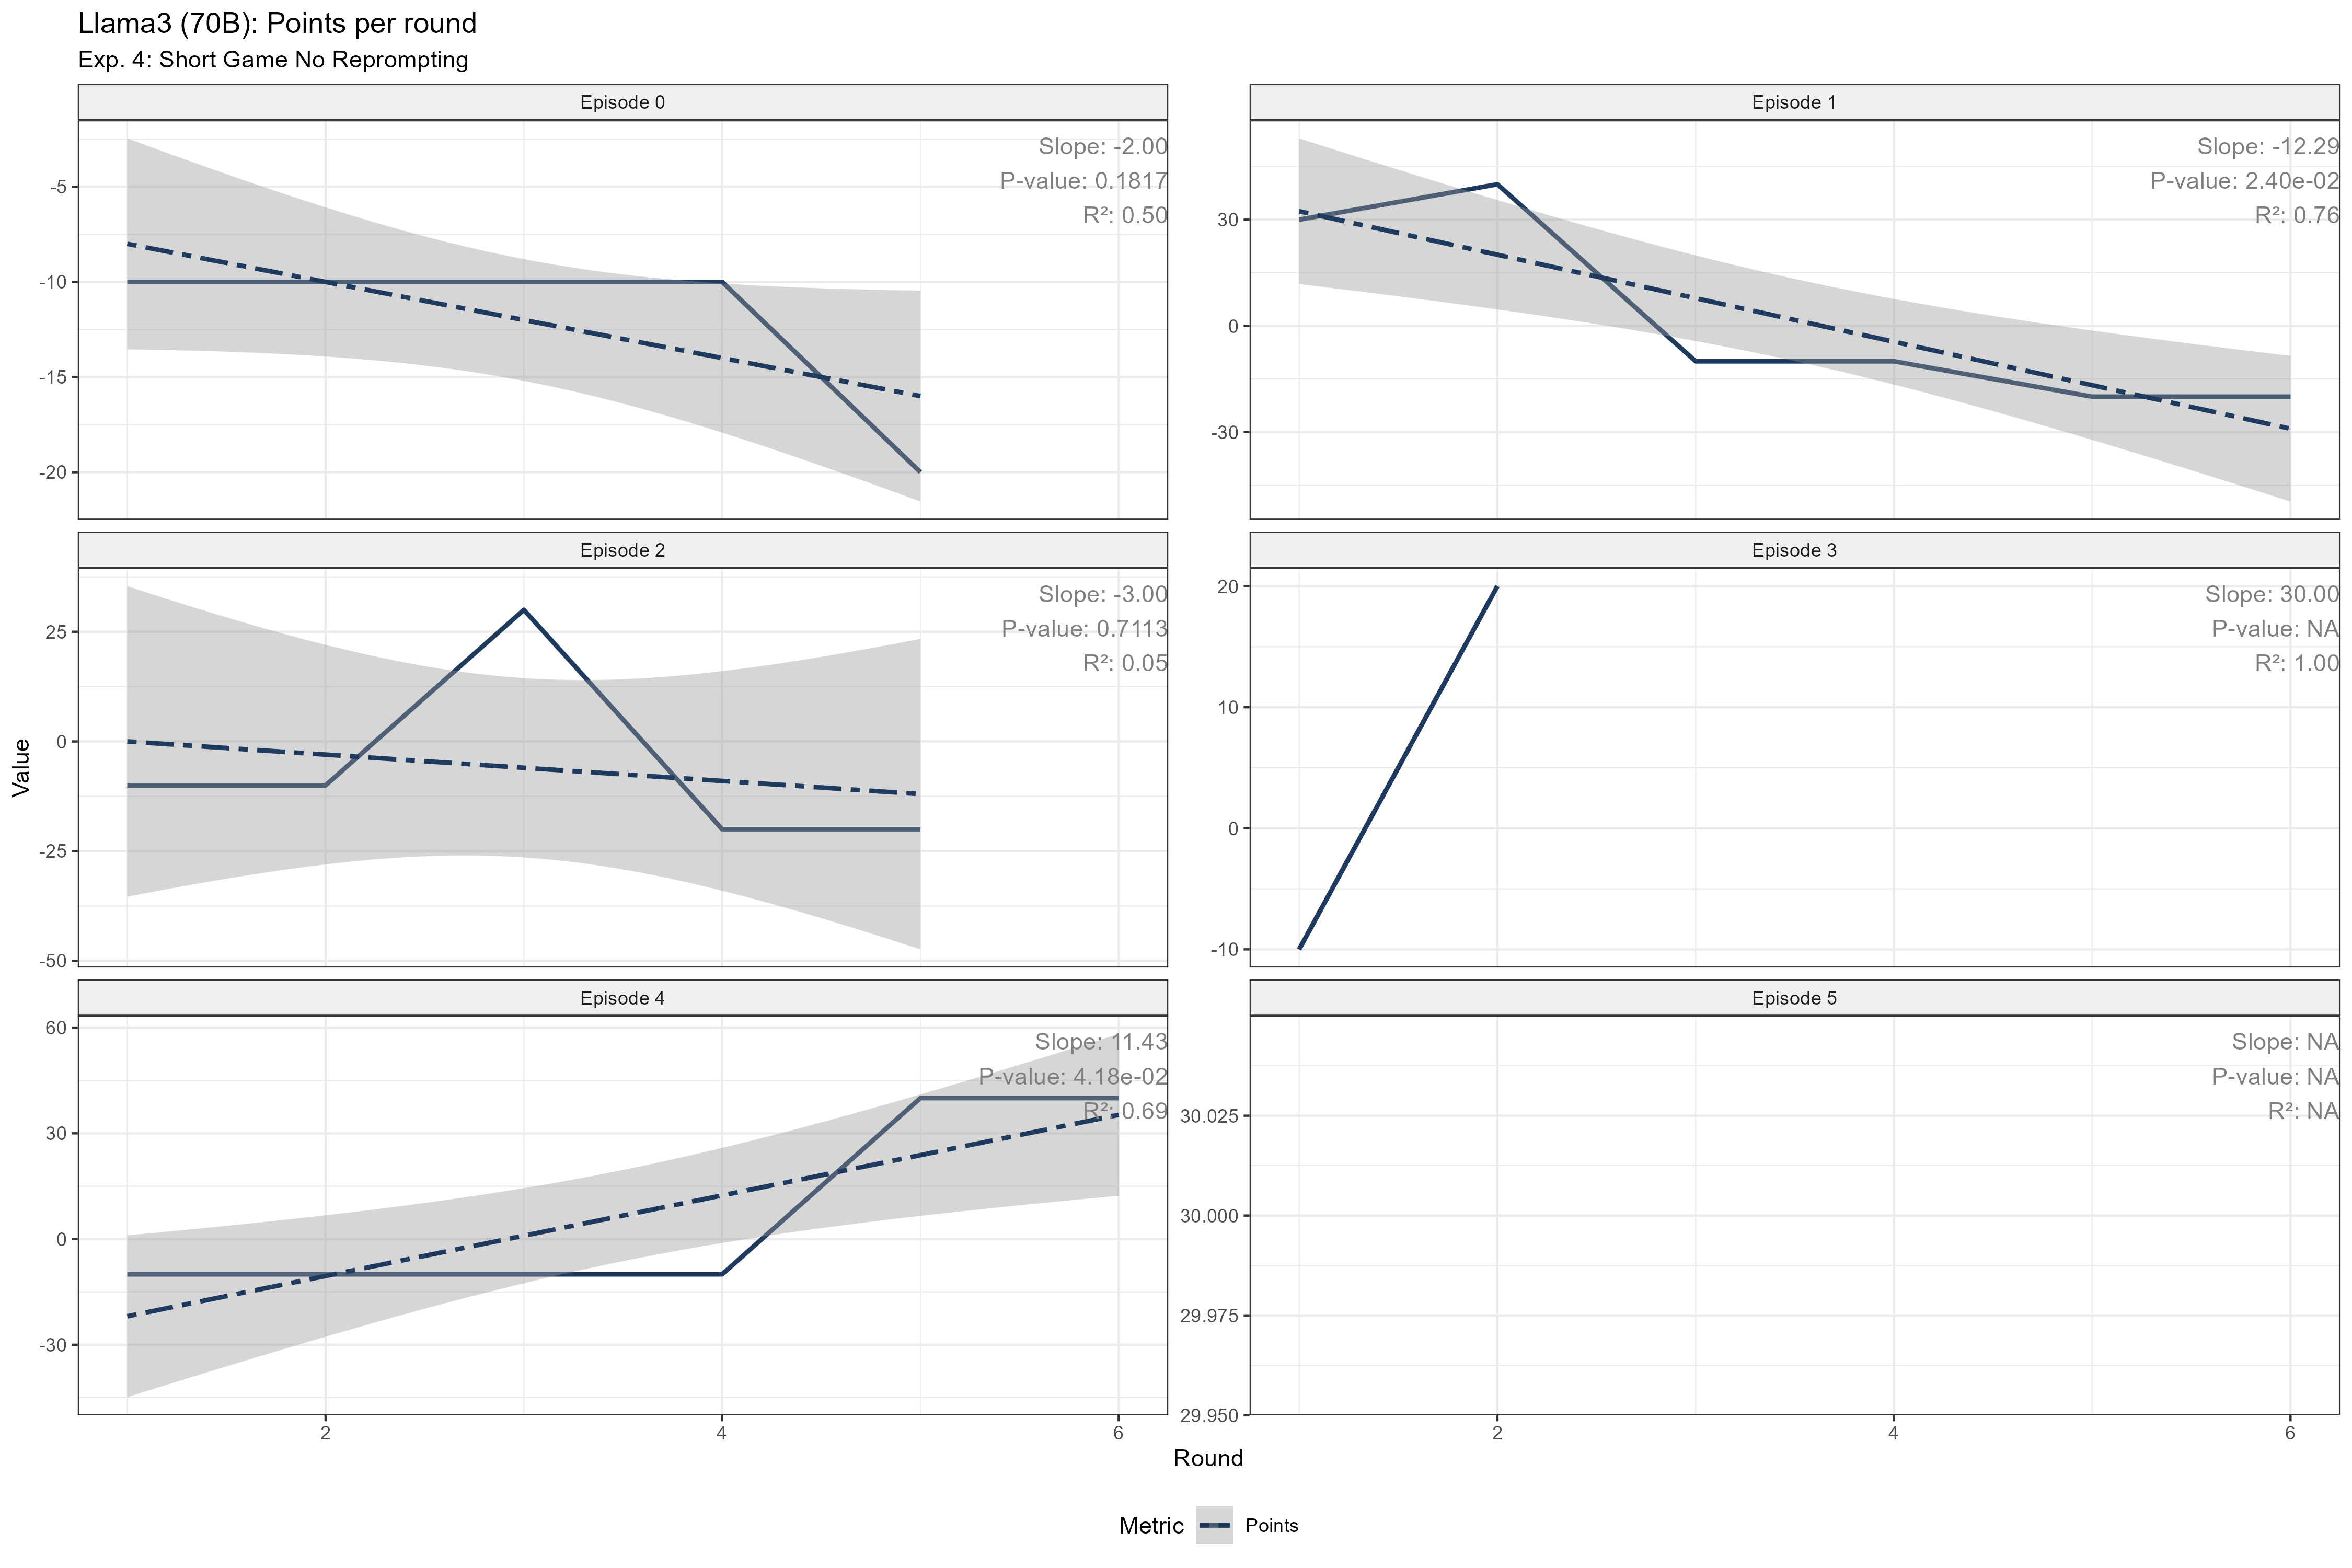 Llama3 (70B): Points per round
Exp. 4: Short Game No Reprompting
Episode 0
Slope: -2.00
P-value: 0.1817
R²: 0.50
-5
-10
-15
-20
Episode 1
Slope: -12.29
P-value: 2.40e-02
R²: 0.76
30
0
-30
Episode 2
Slope: -3.00
P-value: 0.7113
R²: 0.05
25
0
-25
-50
Episode 3
Slope: 30.00
P-value: NA
R²: 1.00
20
10
0
-10
Episode 4
Slope: 11.43
P-value: 4.18e-02
R²: 0.69
60
30
0
-30
2
4
6
Episode 5
Slope: NA
P-value: NA
R²: NA
30.025
30.000
29.975
29.950
2
4
6
Value
Round
Metric
Points